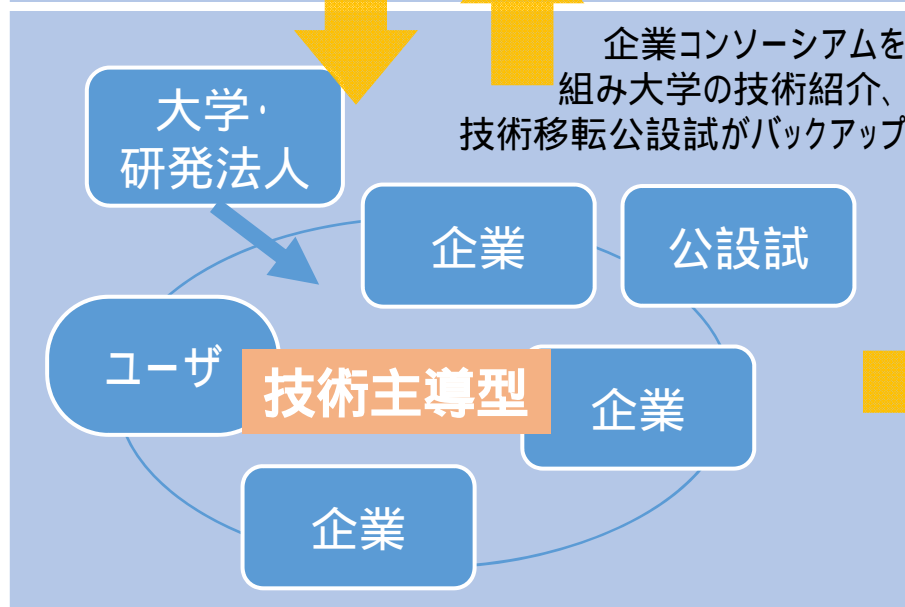 企業コンソーシアムを
組み大学の技術紹介、
技術移転公設試がバックアップ
大学・
研発法人
企業
公設試
ユーザ
技術主導型
企業
企業